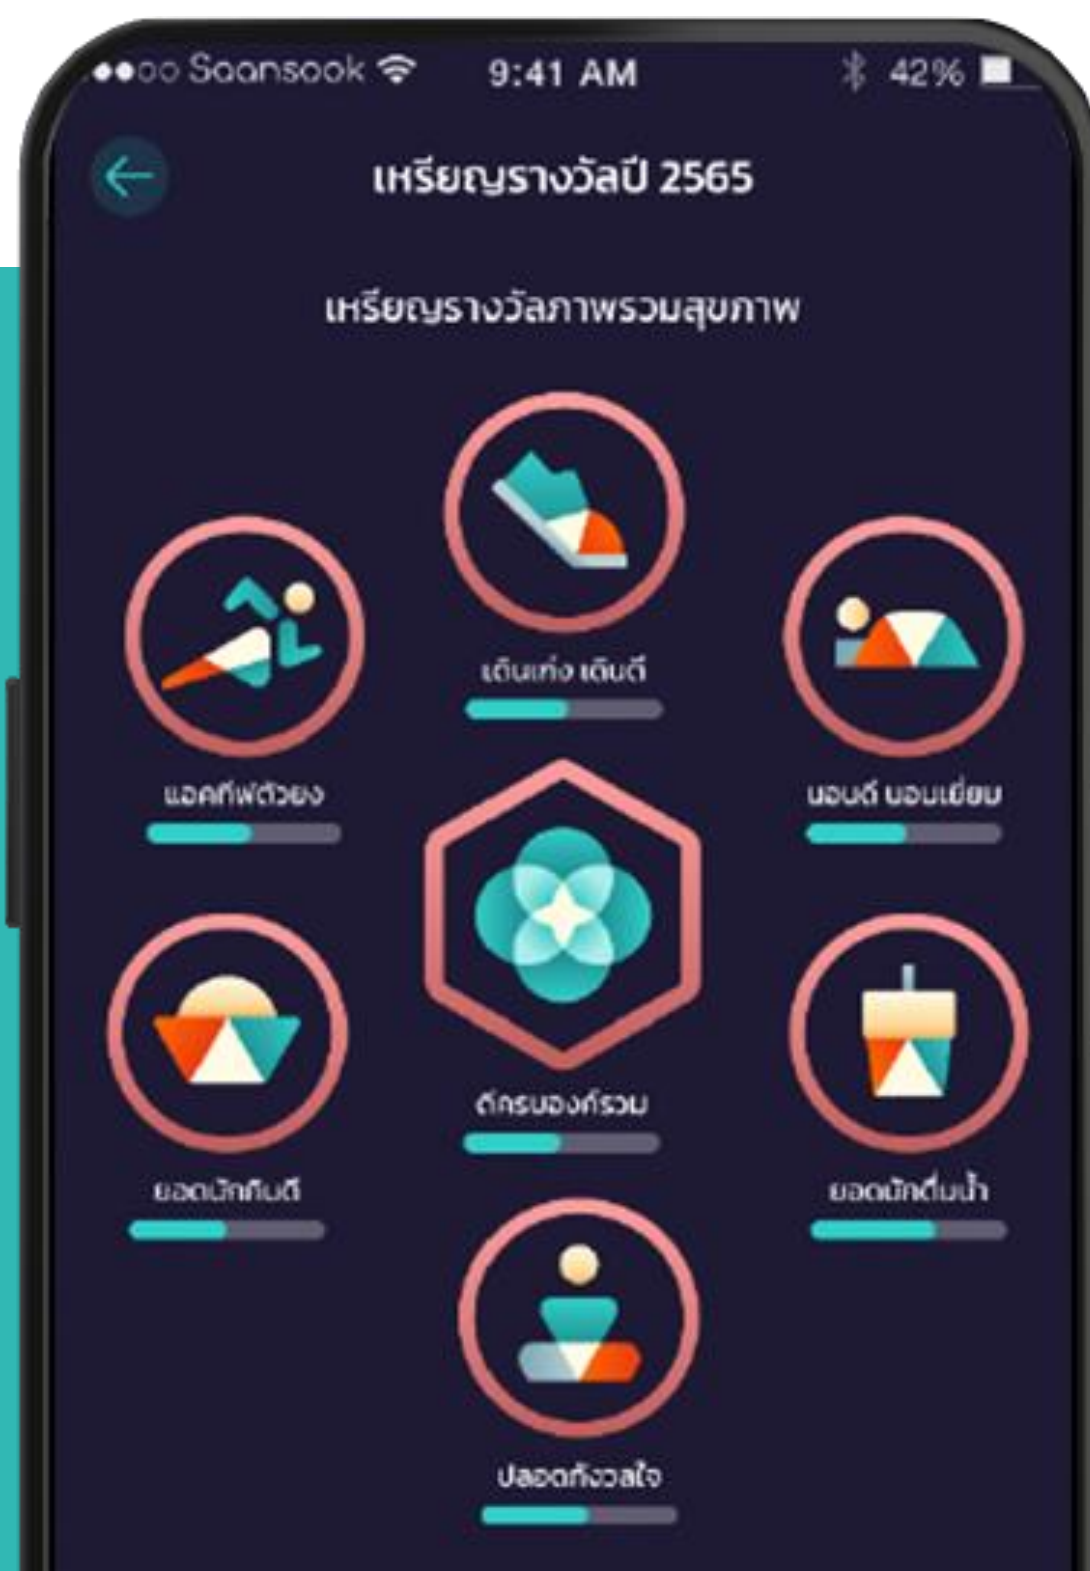 Saansook 9:41 AM 42%
เหรียญรางวัลปี 2565
เหรียญรางวัลภาพรวมสุขภาพ
เดินเก่ง เดินดี
แอคทีฟตัวยง
นอนดี นอนเยี่ยม
ดีครบองค์รวม
ยอดนักกินดี
ยอดนักดื่มน้ำ
ปลอดกังวลใจ